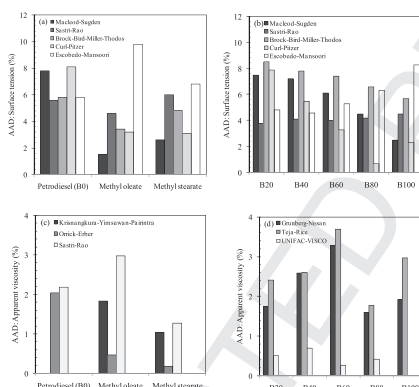 (a)
Macleod-Sugden
Sastri-Rao
Brock-Bird-Miller-Thodos
Curl-Pitzer
Escobedo-Mansoori
AAD: Surface tension (%)
12
10
8
6
4
2
0
Petrodiesel (B0) Methyl oleate Methyl stearate
(b)
Macleod-Sugden
Sastri-Rao
Brock-Bird-Miller-Thodos
Curl-Pitzer
Escobedo-Mansoori
AAD: Surface tension (%)
12
10
8
6
4
2
0
B20 B40 B60 B80 B100
(c)
Krisnangkura-Yimsuwan-Pairintra
Orrick-Erber
Sastri-Rao
AAD: Apparent viscosity (%)
4
3
2
1
0
Petrodiesel (B0) Methyl oleate Methyl stearate
(d)
Grunberg-Nissan
Teja-Rice
UNIFAC-VISCO
AAD: Apparent viscosity (%)
4
3
2
1
0
B20 B40 B60 B80 B100
TED